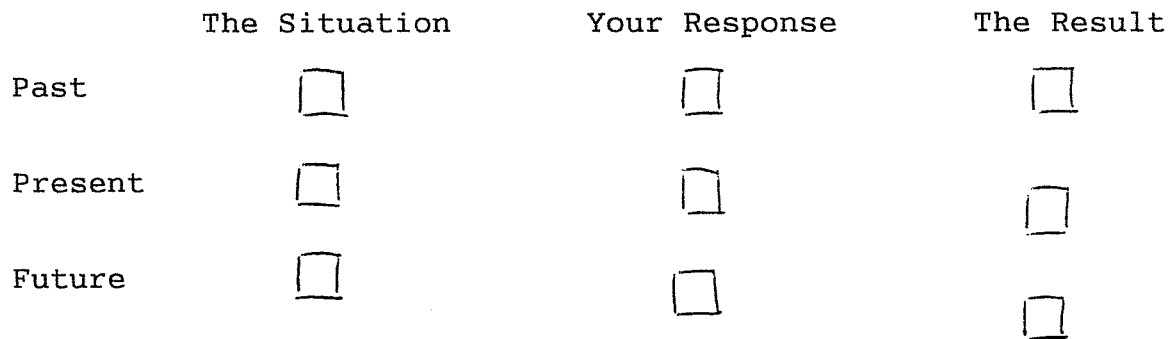 The Situation Your Response The Result
Past
Present
Future